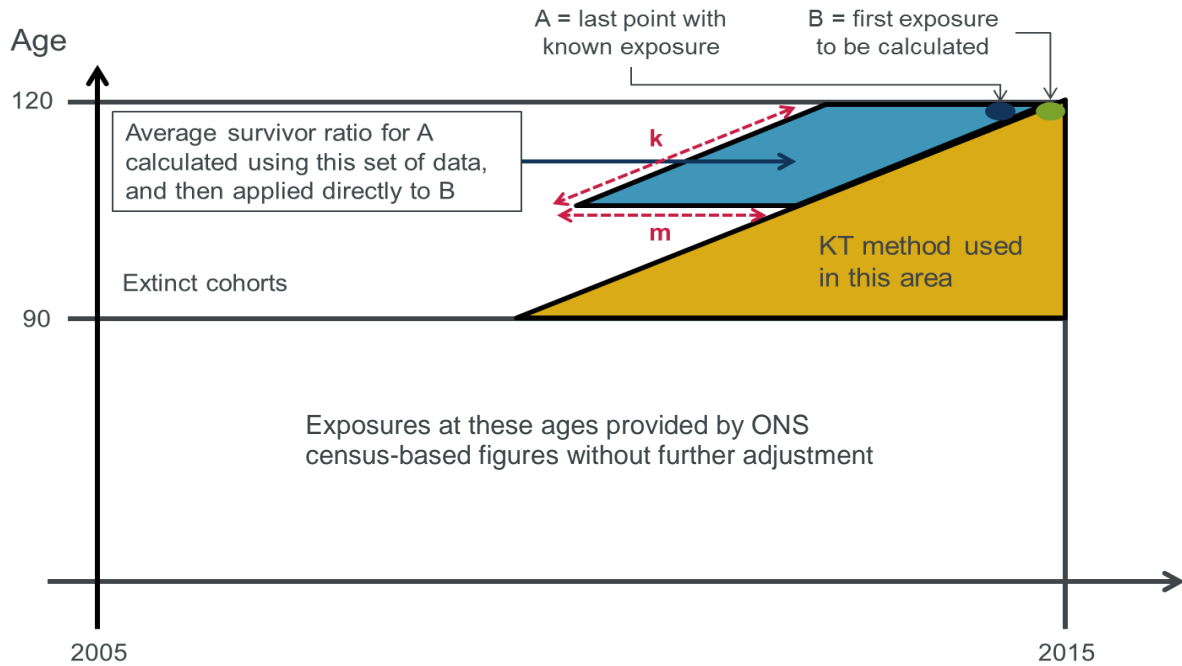 A = last point with
known exposure
B = first exposure
to be calculated
Age
120
Average survivor ratio for A
calculated using this set of data,
and then applied directly to B
k
m
KT method used
in this area
Extinct cohorts
90
Exposures at these ages provided by ONS
census-based figures without further adjustment
2005
2015